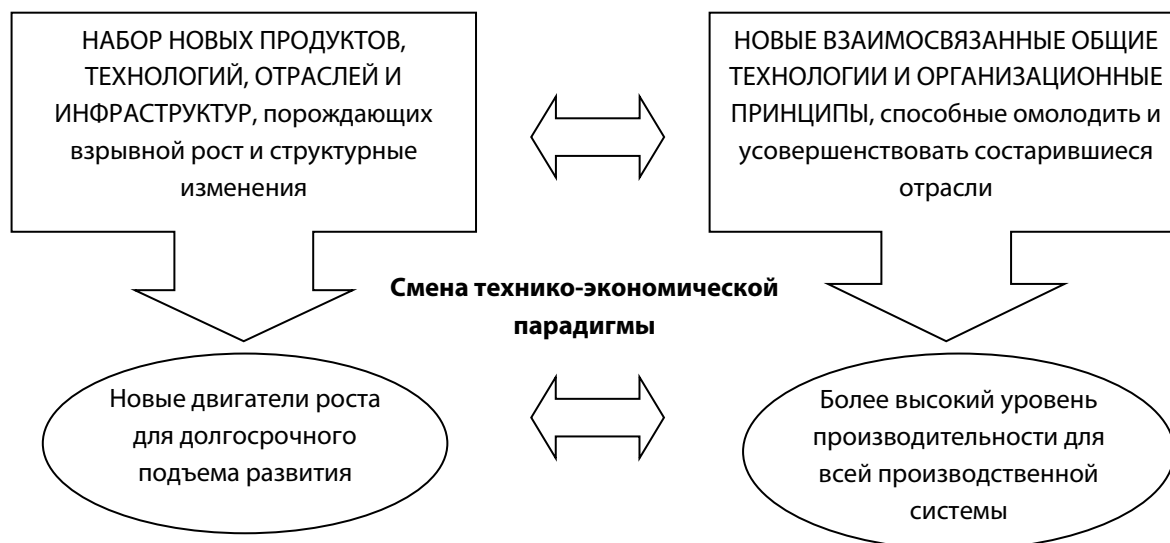 НАБОР НОВЫХ ПРОДУКТОВ,
ТЕХНОЛОГИЙ, ОТРАСЛЕЙ И
ИНФРАСТРУКТУР, порождающих
взрывной рост и структурные
изменения
НОВЫЕ ВЗАИМОСВЯЗАННЫЕ ОБЩИЕ
ТЕХНОЛОГИИ И ОРГАНИЗАЦИОННЫЕ
ПРИНЦИПЫ, способные омолодить и
усовершенствовать состарившиеся
отрасли
Смена технико-экономической
парадигмы
Новые двигатели роста
для долгосрочного
подъема развития
Более высокий уровень
производительности для
всей производственной
системы